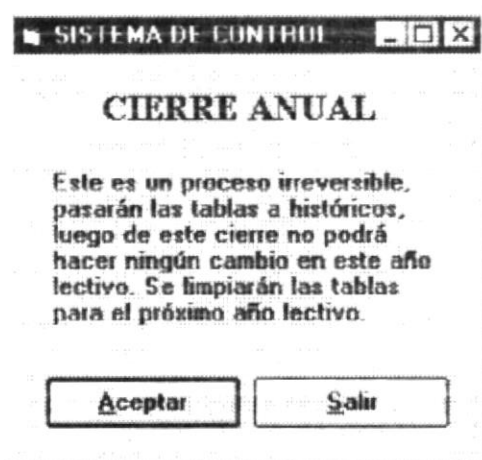 SISTEMA DE CONTROL
CIERRE ANUAL
Este es un proceso irreversible,
pasarán las tablas a históricos,
luego de este cierre no podrá
hacer ningún cambio en este año
lectivo. Se limpiarán las tablas
para el próximo año lectivo.
Aceptar
Salir